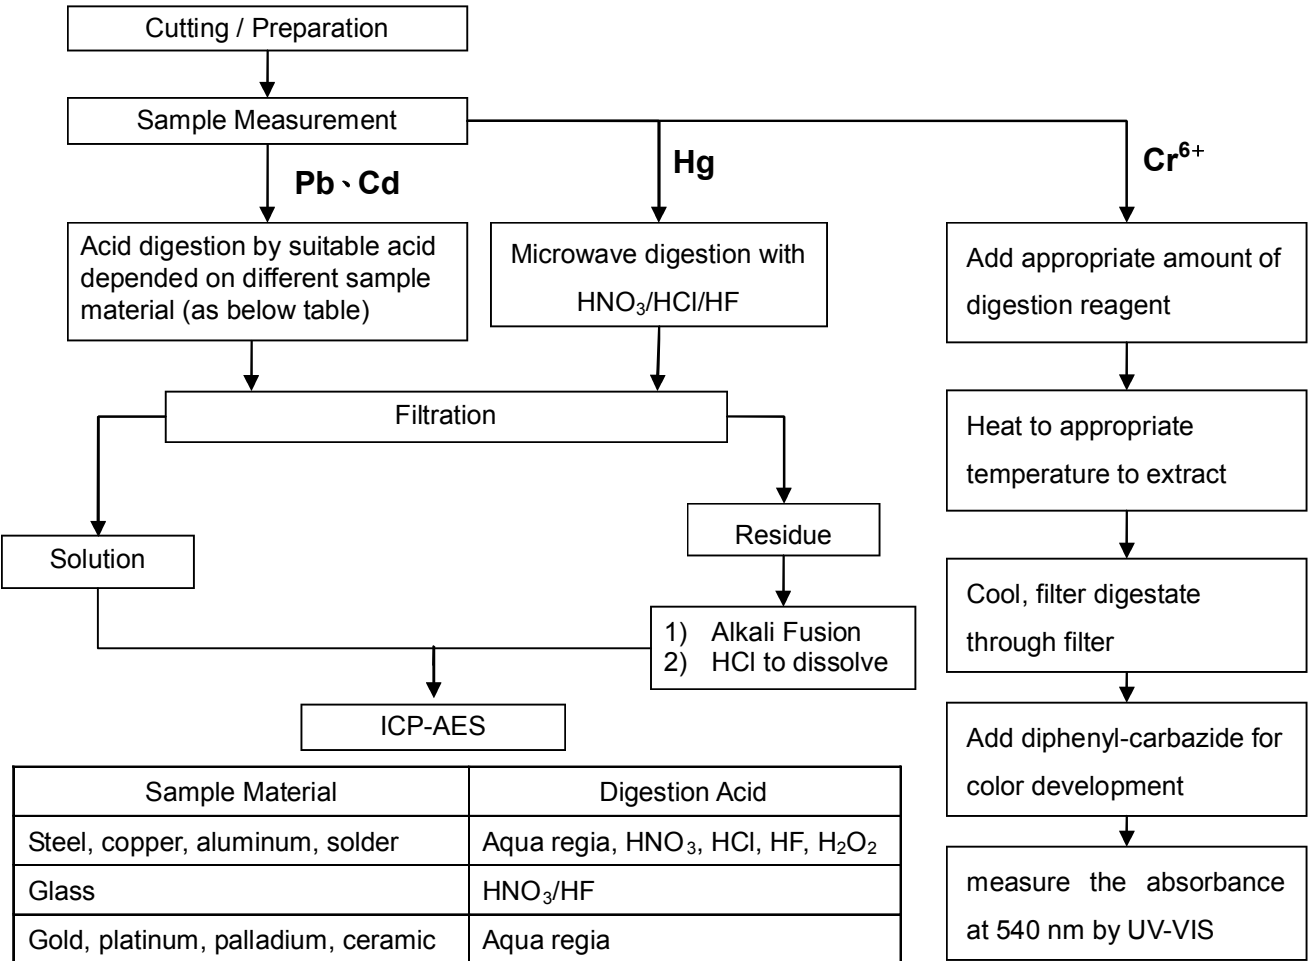 Cutting / Preparation
Sample Measurement
Pb、Cd
Hg
Cr⁶⁺
Acid digestion by suitable acid
depended on different sample
material (as below table)
Microwave digestion with
HNO₃/HCl/HF
Add appropriate amount of
digestion reagent
Filtration
Heat to appropriate
temperature to extract
Solution
Residue
1) Alkali Fusion
2) HCl to dissolve
Cool, filter digestate
through filter
ICP-AES
Add diphenyl-carbazide for
color development
measure the absorbance
at 540 nm by UV-VIS
Sample Material Digestion Acid
Steel, copper, aluminum, solder Aqua regia, HNO₃, HCl, HF, H₂O₂
Glass HNO₃/HF
Gold, platinum, palladium, ceramic Aqua regia